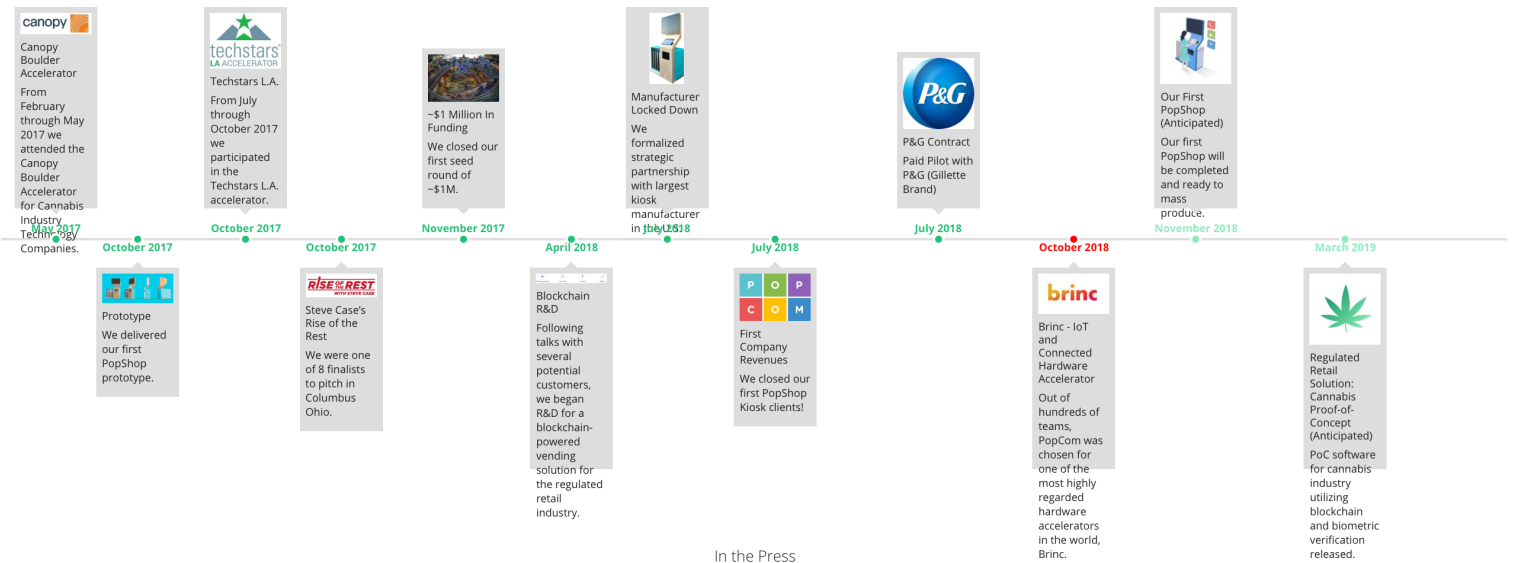 canopy
Canopy
Boulder
Accelerator
From
February
through May
2017 we
attended the
Canopy
Boulder
Accelerator
for Cannabis
Industry
Technology
Companies.
May 2017
October 2017
Prototype
We delivered
our first
PopShop
prototype.
techstars
LA ACCELERATOR
Techstars L.A.
From July
through
October 2017
we
participated
in the
Techstars L.A.
accelerator.
October 2017
October 2017
RISE OF THE REST
WITH STEVE CASE
Steve Case's
Rise of the
Rest
We were one
of 8 finalists
to pitch in
Columbus
Ohio.
~$1 Million In
Funding
We closed our
first seed
round of
~$1M.
November 2017
April 2018
Blockchain
R&D
Following
talks with
several
potential
customers,
we began
R&D for a
blockchain-
powered
vending
solution for
the regulated
retail
industry.
Manufacturer
Locked Down
We
formalized
strategic
partnership
with largest
kiosk
manufacturer
in the U.S.
July 2018
July 2018
POP
COM
First
Company
Revenues
We closed our
first PopShop
Kiosk clients!
P&G
P&G Contract
Paid Pilot with
P&G (Gillette
Brand)
July 2018
October 2018
brinc
Brinc - IoT
and
Connected
Hardware
Accelerator
Out of
hundreds of
teams,
PopCom was
chosen for
one of the
most highly
regarded
hardware
accelerators
in the world,
Brinc.
Our First
PopShop
(Anticipated)
Our first
PopShop will
be completed
and ready to
mass
produce.
November 2018
March 2019
Regulated
Retail
Solution:
Cannabis
Proof-of-
Concept
(Anticipated)
PoC software
for cannabis
industry
utilizing
blockchain
and biometric
verification
released.
In the Press